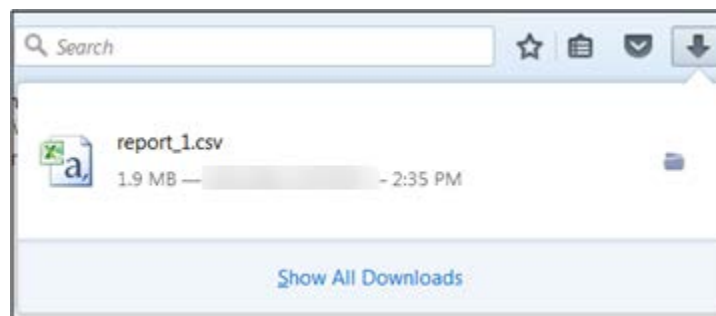 Search
report_1.csv
1.9 MB — - 2:35 PM
Show All Downloads